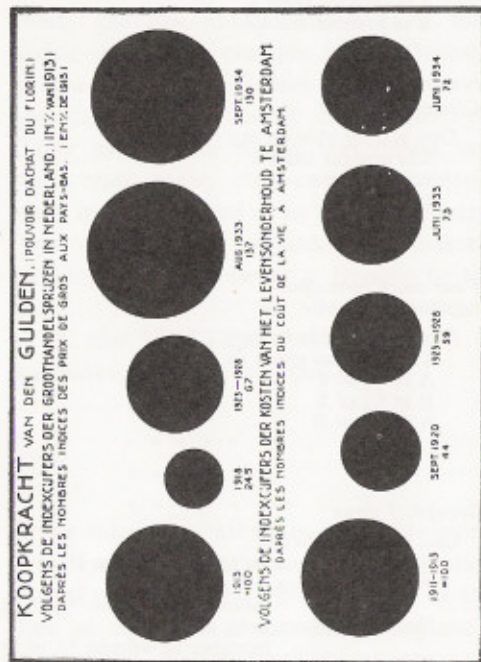 KOOPKRACHT VAN DEN GULDEN. (POUVOIR D'ACHAT DU FLORIN.)
VOLGENS DE INDEXCIJFERS DER GROOTHANDELSPRIJZEN IN NEDERLAND. (IN % VAN 1913)
D'APRÈS LES NOMBRES INDICES DES PRIX DE GROS AUX PAYS-BAS. (EN % DE 1913)
1913 1918 1925—1928 AUG 1933 SEPT. 1934
=100 24.5 67 137 130
VOLGENS DE INDEXCIJFERS DER KOSTEN VAN HET LEVENSONDERHOUD TE AMSTERDAM
D'APRÈS LES NOMBRES INDICES DU COÛT DE LA VIE A AMSTERDAM.
1911-1913 SEPT 1920 1925—1928 JUNI 1933 JUNI 1934
=100 44 59 73 72